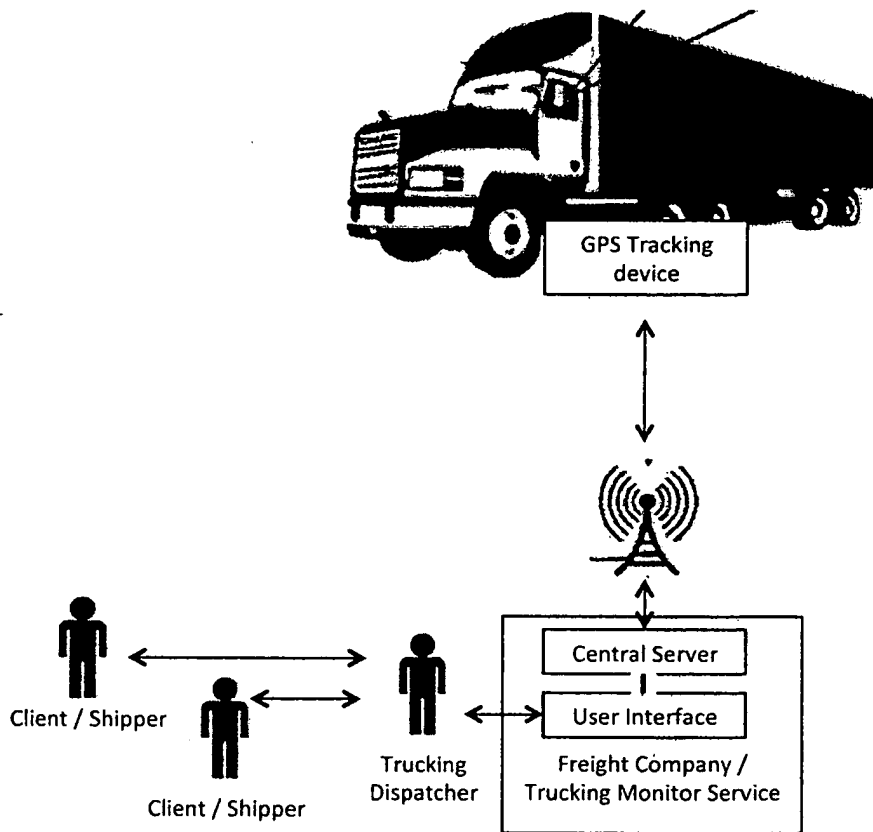 GPS Tracking
device
Central Server
User Interface
Freight Company /
Trucking Monitor Service
Trucking
Dispatcher
Client / Shipper
Client / Shipper